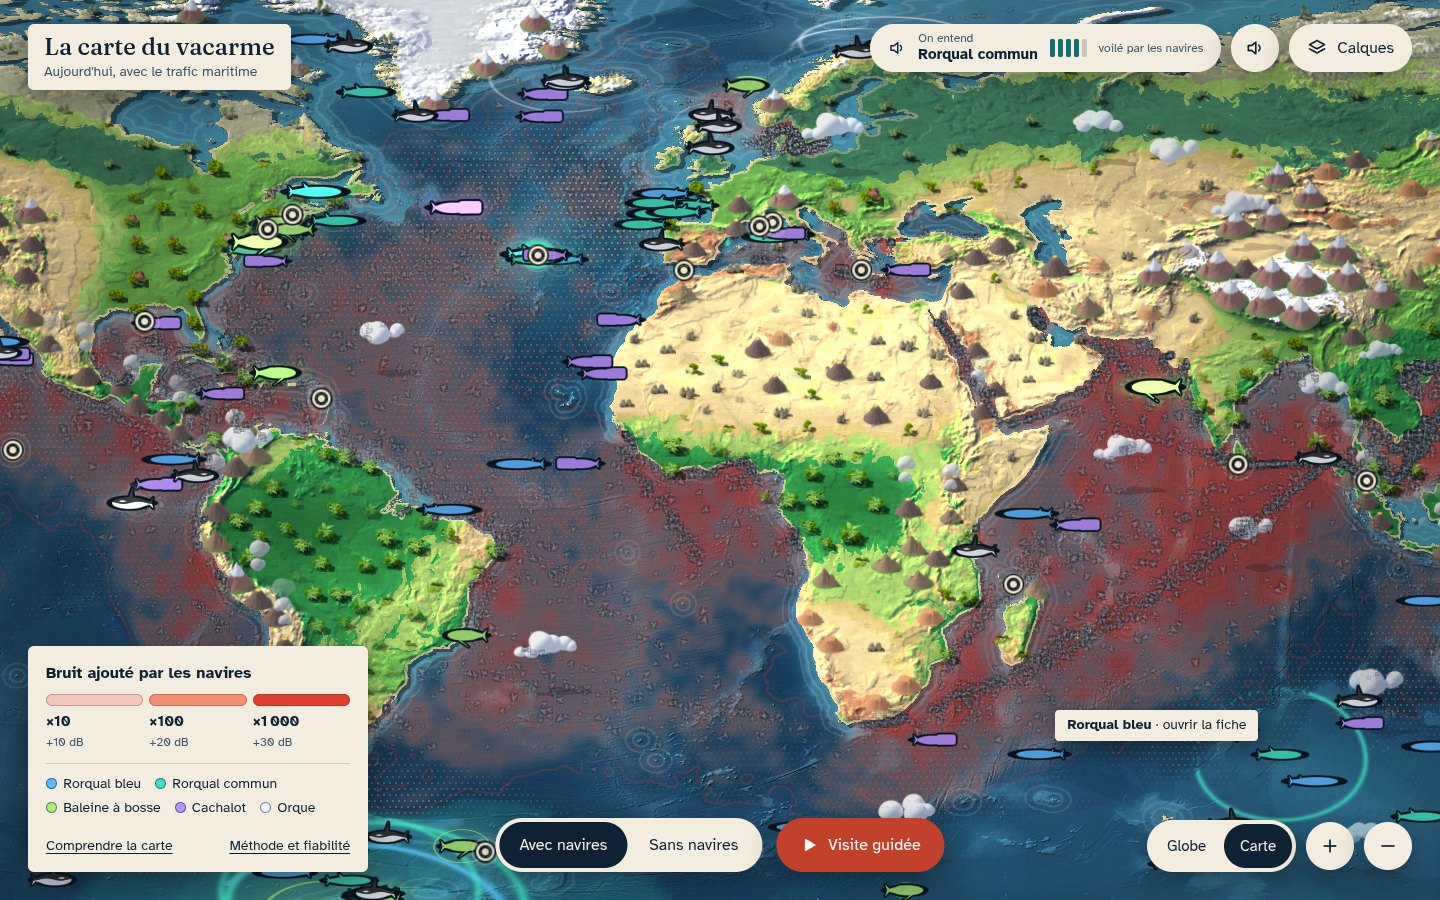 La carte du vacarme
Aujourd'hui, avec le trafic maritime
On entend
Rorqual commun
voilé par les navires
Calques
Bruit ajouté par les navires
×10
×100
×1 000
+10 dB
+20 dB
+30 dB
Rorqual bleu
Rorqual commun
Baleine à bosse
Cachalot
Orque
Comprendre la carte
Méthode et fiabilité
Rorqual bleu · ouvrir la fiche
Avec navires
Sans navires
Visite guidée
Globe
Carte